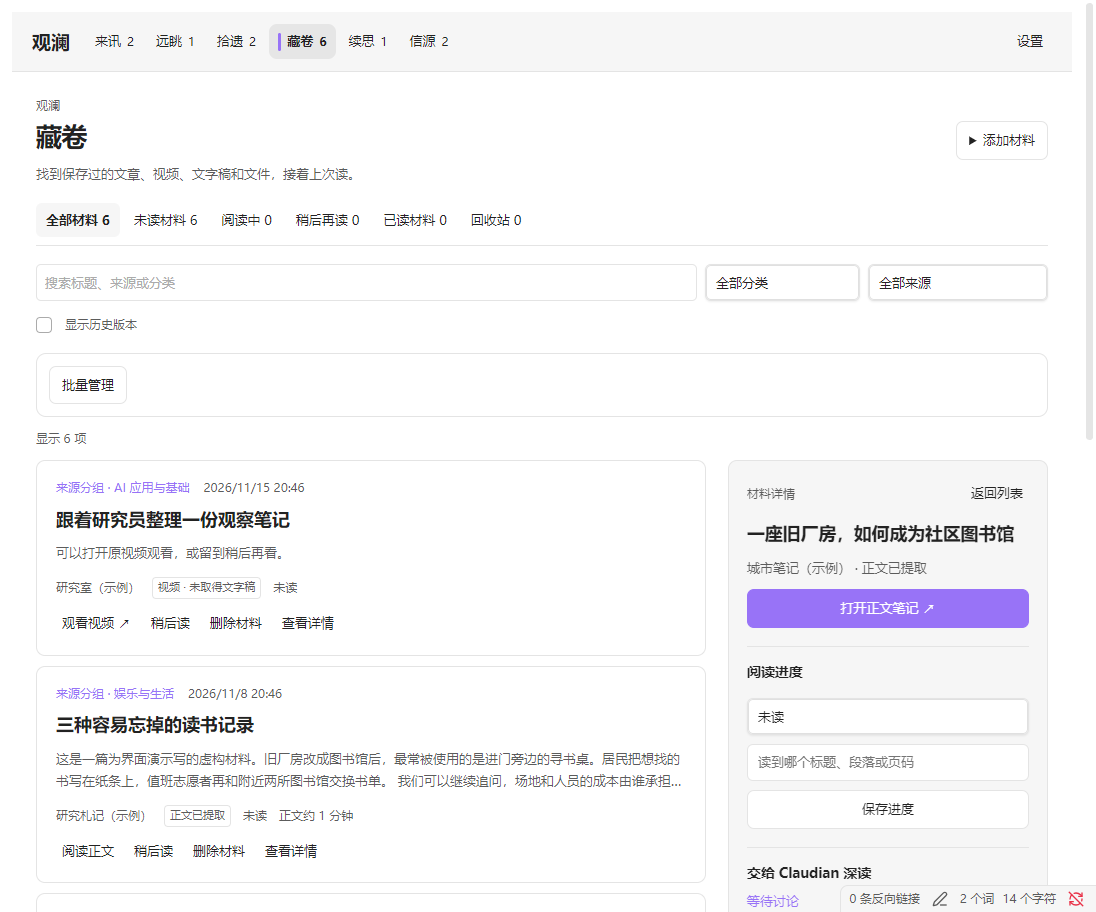 观澜 来讯 2 远眺 1 拾遗 2 藏卷 6 续思 1 信源 2 设置
观澜
藏卷
▶ 添加材料
找到保存过的文章、视频、文字稿和文件，接着上次读。
全部材料 6 未读材料 6 阅读中 0 稍后再读 0 已读材料 0 回收站 0
搜索标题、来源或分类 全部分类 全部来源
显示历史版本
批量管理
显示 6 项
来源分组 · AI 应用与基础 2026/11/15 20:46
跟着研究员整理一份观察笔记
可以打开原视频观看，或留到稍后再看。
研究室（示例） 视频 · 未取得文字稿 未读
观看视频 ↗ 稍后读 删除材料 查看详情
来源分组 · 娱乐与生活 2026/11/8 20:46
三种容易忘掉的读书记录
这是一篇为界面演示写的虚构材料。旧厂房改成图书馆后，最常被使用的是进门旁边的寻书桌。居民把想找的
书写在纸条上，值班志愿者再和附近两所图书馆交换书单。 我们可以继续追问，场地和人员的成本由谁承担...
研究札记（示例） 正文已提取 未读 正文约 1 分钟
阅读正文 稍后读 删除材料 查看详情
材料详情 返回列表
一座旧厂房，如何成为社区图书馆
城市笔记（示例） · 正文已提取
打开正文笔记 ↗
阅读进度
未读
读到哪个标题、段落或页码
保存进度
交给 Claudian 深读
等待讨论
0 条反向链接 2 个词 14 个字符